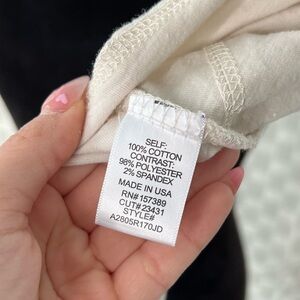 SELF:
100% COTTON
CONTRAST:
98% POLYESTER
2% SPANDEX
MADE IN USA
RN#157389
CUT#23431
STYLE#
A2805R170JD